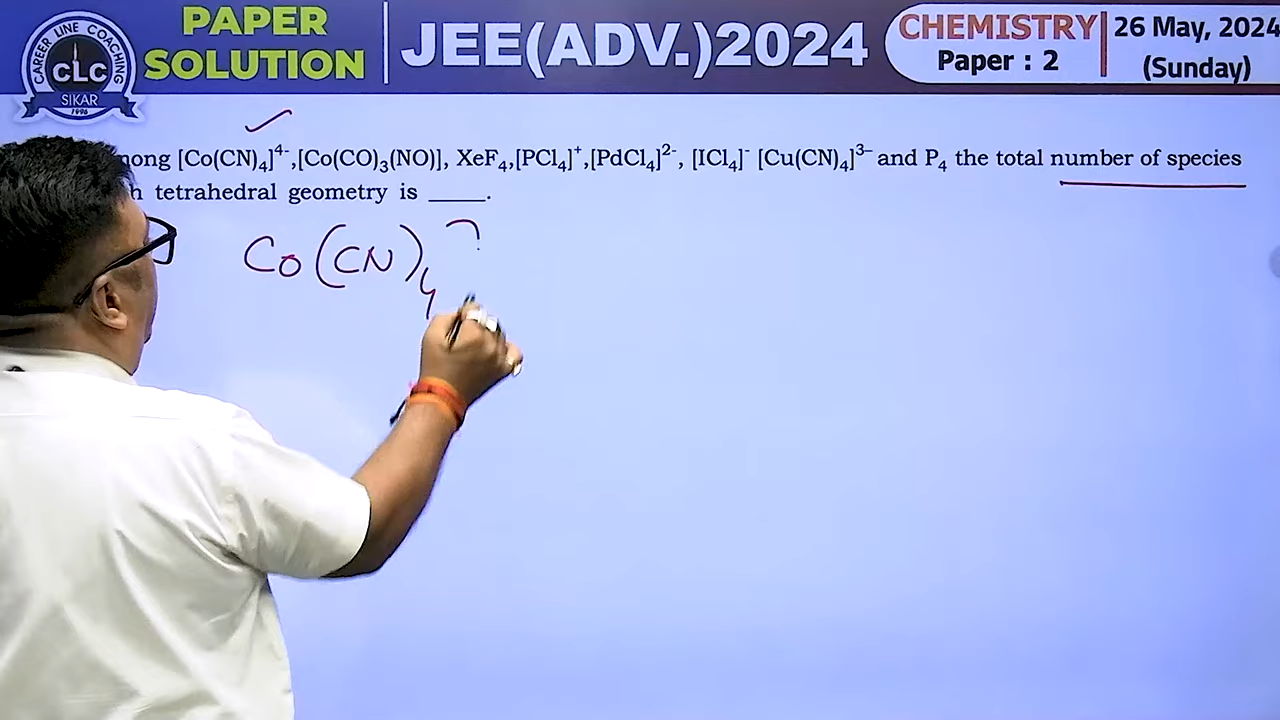 CAREER LINE COACHING
CLC
SIKAR
1996
PAPER
SOLUTION
JEE(ADV.)2024
CHEMISTRY
Paper : 2
26 May, 2024
(Sunday)
[Co(CN)₄]⁴⁻,[Co(CO)₃(NO)], XeF₄,[PCl₄]⁺,[PdCl₄]²⁻, [ICl₄]⁻ [Cu(CN)₄]³⁻ and P₄ the total number of species
tetrahedral geometry is ____.
Co(CN)₄